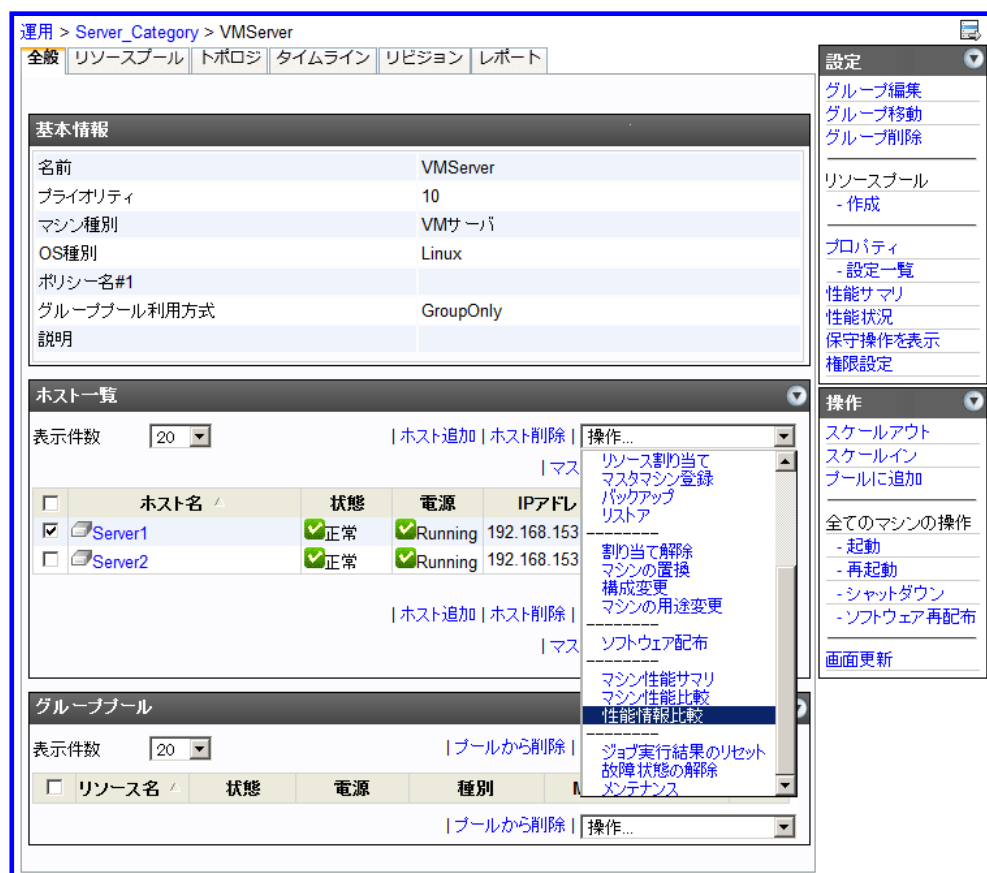 運用 > Server_Category > VMServer
全般 リソースプール トポロジ タイムライン リビジョン レポート
基本情報
名前 VMServer
プライオリティ 10
マシン種別 VMサーバ
OS種別 Linux
ポリシー名#1
グループプール利用方式 GroupOnly
説明
ホスト一覧
表示件数 20 | ホスト追加 | ホスト削除 | 操作...
| マス
ホスト名 状態 電源 IPアドレ
Server1 正常 Running 192.168.153
Server2 正常 Running 192.168.153
| ホスト追加 | ホスト削除 |
| マス
リソース割り当て
マスタマシン登録
バックアップ
リストア
--------
割り当て解除
マシンの置換
構成変更
マシンの用途変更
--------
ソフトウェア配布
--------
マシン性能サマリ
マシン性能比較
性能情報比較
--------
ジョブ実行結果のリセット
故障状態の解除
メンテナンス
グループプール
表示件数 20 | プールから削除 |
リソース名 状態 電源 種別
| プールから削除 | 操作...
設定
グループ編集
グループ移動
グループ削除
リソースプール
- 作成
プロパティ
- 設定一覧
性能サマリ
性能状況
保守操作を表示
権限設定
操作
スケールアウト
スケールイン
プールに追加
全てのマシンの操作
- 起動
- 再起動
- シャットダウン
- ソフトウェア再配布
画面更新